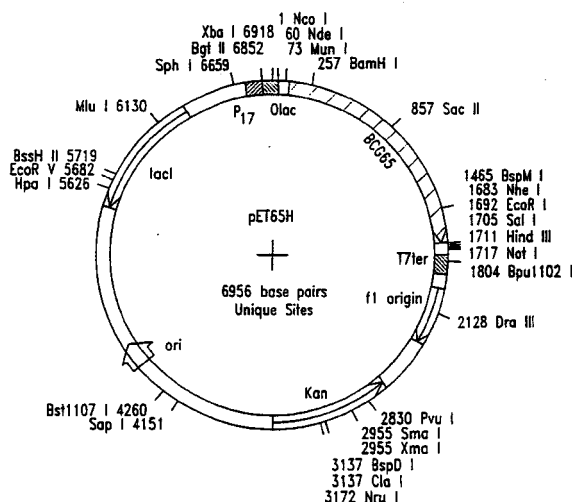 1 Nco I
Xba I 6918
60 Nde I
Bgt II 6852
73 Mun I
Sph I 6659
257 BamH I
Mlu I 6130
P17
Olac
857 Sac II
BCG65
BssH II 5719
EcoR V 5682
Hpa I 5626
lacI
1465 BspM I
1683 Nhe I
1692 EcoR I
1705 Sal I
1711 Hind III
1717 Not I
1804 Bpu1102 I
pET65H
T7ter
6956 base pairs
Unique Sites
f1 origin
2128 Dra III
ori
Kan
Bst1107 I 4260
Sap I 4151
2830 Pvu I
2955 Sma I
2955 Xma I
3137 BspD I
3137 Cla I
3172 Nru I